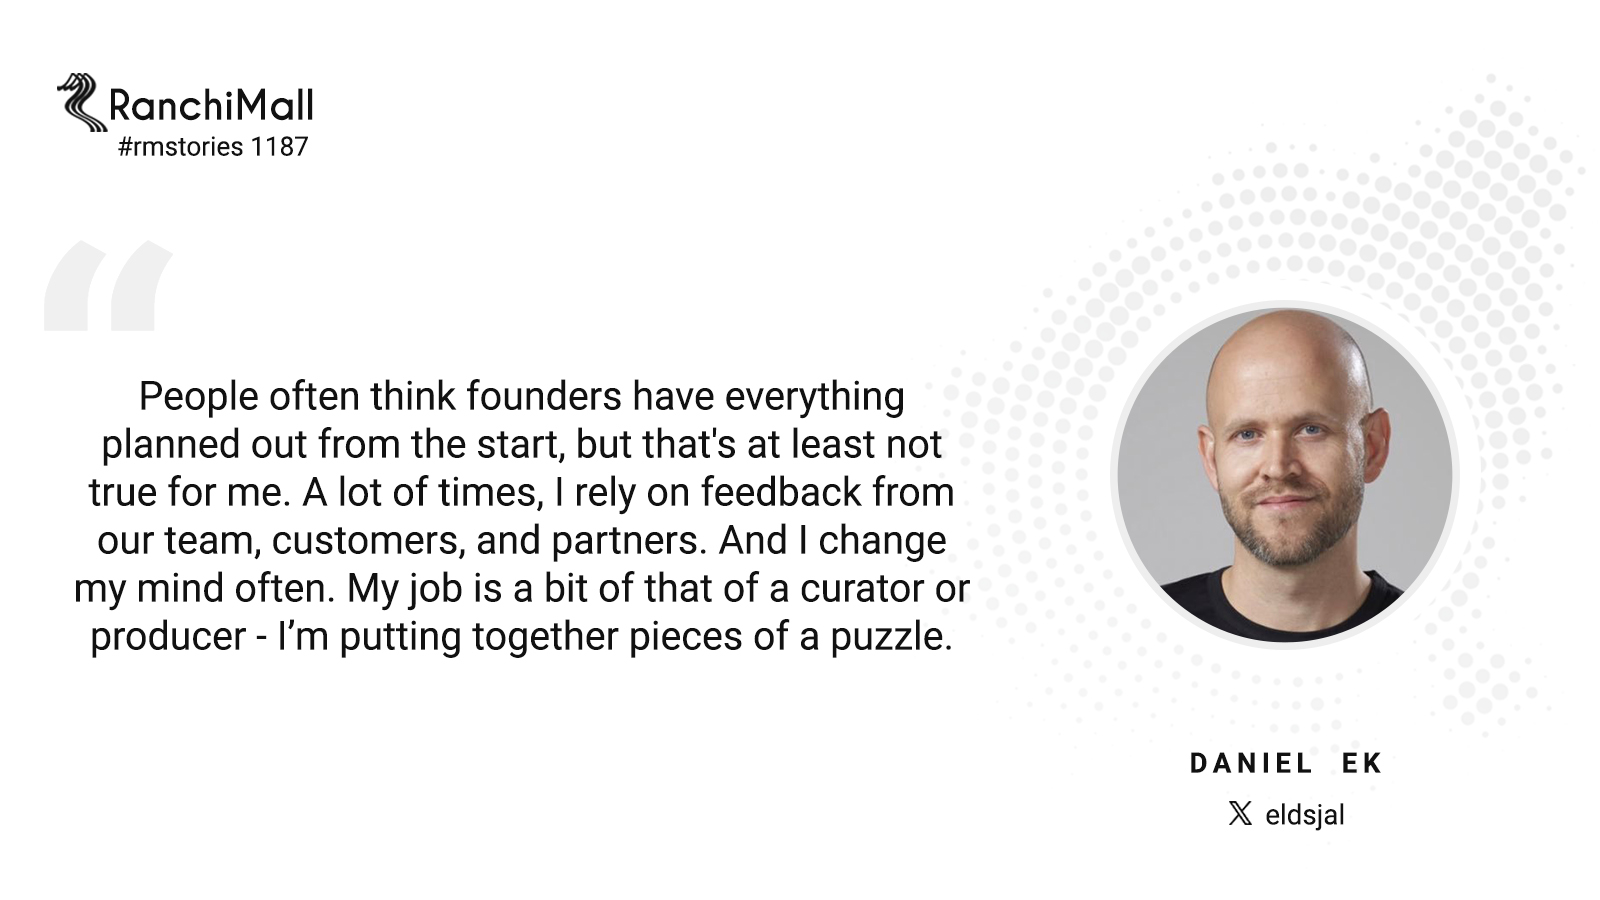 RanchiMall
#rmstories 1187
“
People often think founders have everything
planned out from the start, but that's at least not
true for me. A lot of times, I rely on feedback from
our team, customers, and partners. And I change
my mind often. My job is a bit of that of a curator or
producer - I’m putting together pieces of a puzzle.
DANIEL EK
𝕏 eldsjal